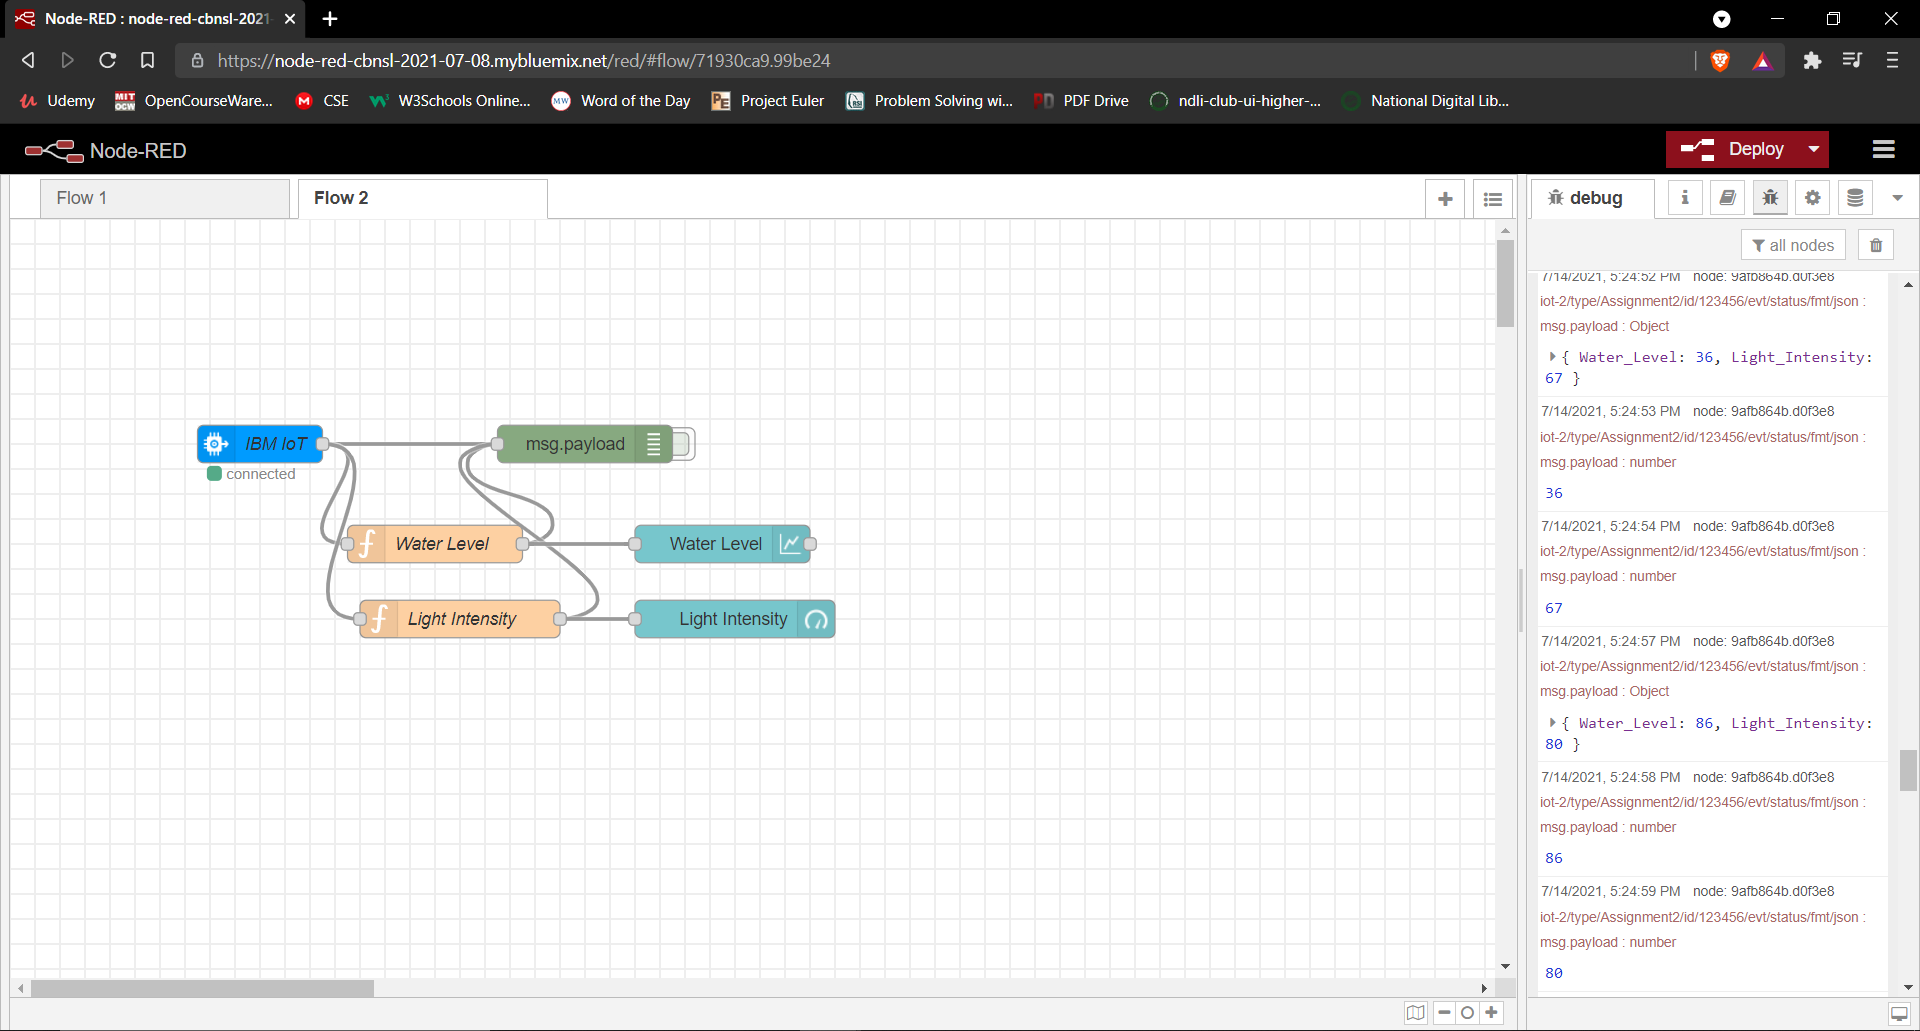 Node-RED : node-red-cbnsl-2021
https://node-red-cbnsl-2021-07-08.mybluemix.net/red/#flow/71930ca9.99be24
Udemy MIT OCW OpenCourseWare... M CSE W3Schools Online... MW Word of the Day PE Project Euler Problem Solving wi... PD PDF Drive ndli-club-ui-higher-... National Digital Lib...
Node-RED
Deploy
Flow 1
Flow 2
debug
all nodes
7/14/2021, 5:24:52 PM node: 9afb864b.d0f3e8
iot-2/type/Assignment2/id/123456/evt/status/fmt/json :
msg.payload : Object
{ Water_Level: 36, Light_Intensity:
67 }
7/14/2021, 5:24:53 PM node: 9afb864b.d0f3e8
iot-2/type/Assignment2/id/123456/evt/status/fmt/json :
msg.payload : number
36
7/14/2021, 5:24:54 PM node: 9afb864b.d0f3e8
iot-2/type/Assignment2/id/123456/evt/status/fmt/json :
msg.payload : number
67
7/14/2021, 5:24:57 PM node: 9afb864b.d0f3e8
iot-2/type/Assignment2/id/123456/evt/status/fmt/json :
msg.payload : Object
{ Water_Level: 86, Light_Intensity:
80 }
7/14/2021, 5:24:58 PM node: 9afb864b.d0f3e8
iot-2/type/Assignment2/id/123456/evt/status/fmt/json :
msg.payload : number
86
7/14/2021, 5:24:59 PM node: 9afb864b.d0f3e8
iot-2/type/Assignment2/id/123456/evt/status/fmt/json :
msg.payload : number
80
IBM IoT
connected
msg.payload
Water Level
Water Level
Light Intensity
Light Intensity